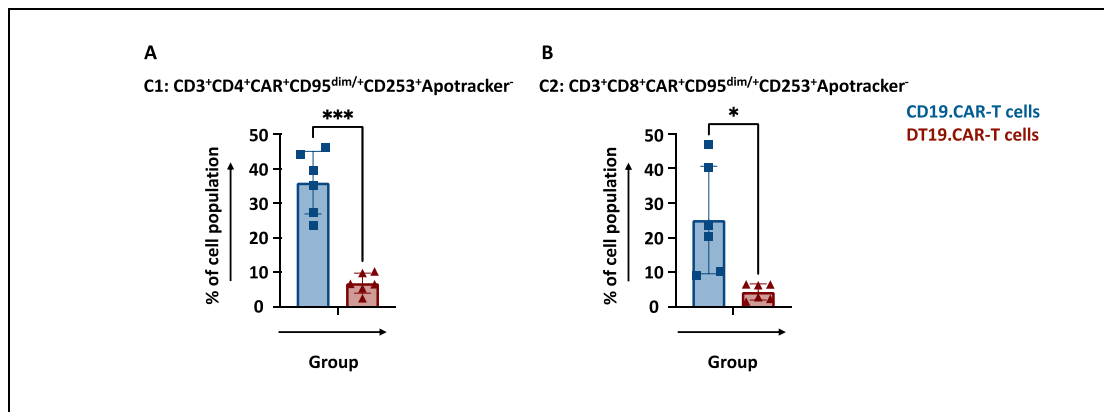 A
C1: CD3⁺CD4⁺CAR⁺CD95ᵈⁱᵐ/⁺CD253⁺Apotracker⁻
***
50
40
30
20
10
0
% of cell population
Group
B
C2: CD3⁺CD8⁺CAR⁺CD95ᵈⁱᵐ/⁺CD253⁺Apotracker⁻
*
50
40
30
20
10
0
% of cell population
Group
CD19.CAR-T cells
DT19.CAR-T cells